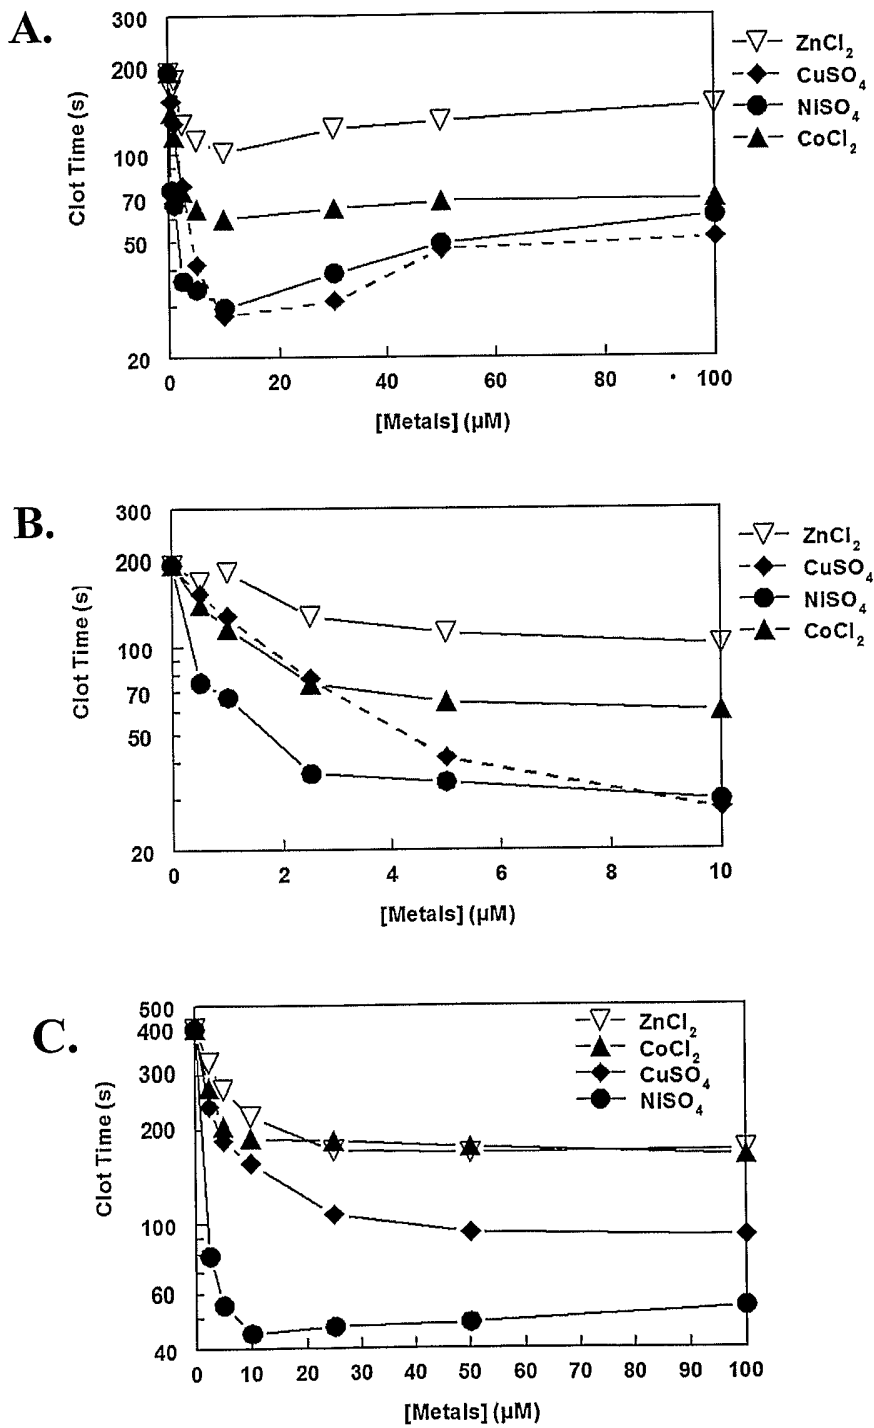 A.
300
200
100
70
50
20
0 20 40 60 80 100
Clot Time (s)
[Metals] (µM)
ZnCl₂
CuSO₄
NiSO₄
CoCl₂
B.
300
200
100
70
50
20
0 2 4 6 8 10
Clot Time (s)
[Metals] (µM)
ZnCl₂
CuSO₄
NiSO₄
CoCl₂
C.
500
400
300
200
100
60
40
0 10 20 30 40 50 60 70 80 90 100
Clot Time (s)
[Metals] (µM)
ZnCl₂
CoCl₂
CuSO₄
NiSO₄